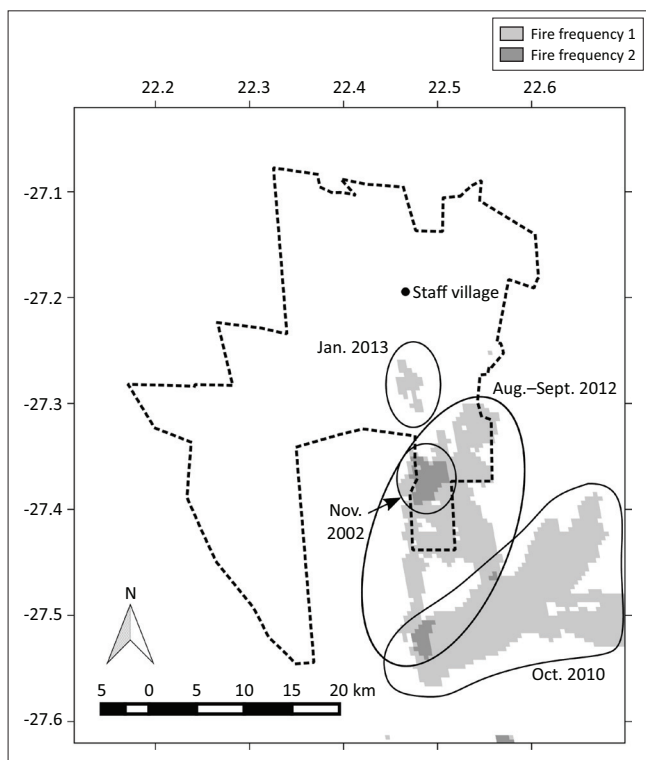 Fire frequency 1
Fire frequency 2
22.2 22.3 22.4 22.5 22.6
-27.1
-27.2
-27.3
-27.4
-27.5
-27.6
Staff village
Jan. 2013
Aug.–Sept. 2012
Nov.
2002
Oct. 2010
N
5 0 5 10 15 20 km